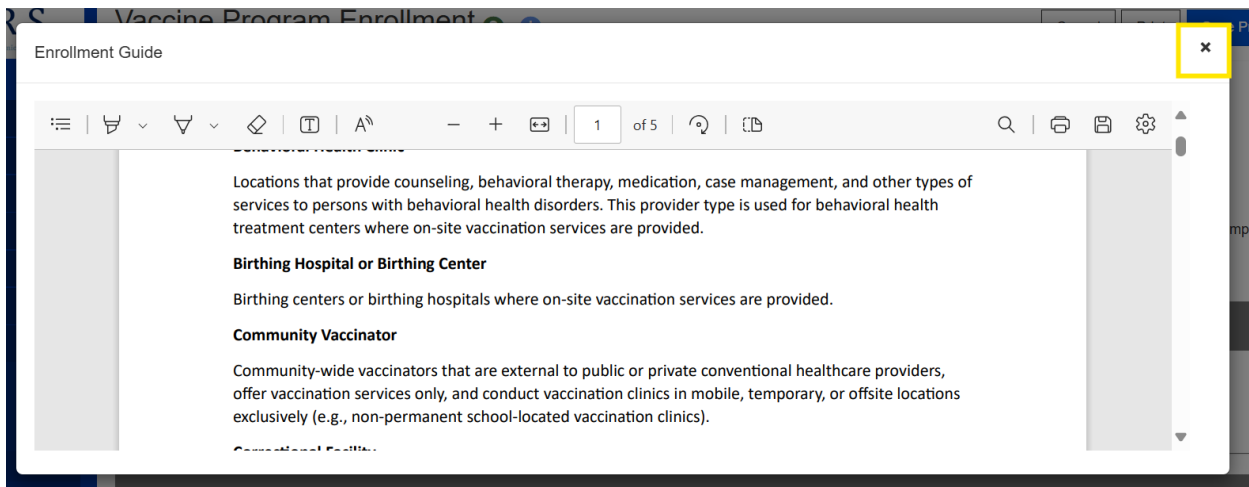 Vaccine Program Enrollment
Enrollment Guide
1 of 5
Behavioral Health Clinic
Locations that provide counseling, behavioral therapy, medication, case management, and other types of
services to persons with behavioral health disorders. This provider type is used for behavioral health
treatment centers where on-site vaccination services are provided.
Birthing Hospital or Birthing Center
Birthing centers or birthing hospitals where on-site vaccination services are provided.
Community Vaccinator
Community-wide vaccinators that are external to public or private conventional healthcare providers,
offer vaccination services only, and conduct vaccination clinics in mobile, temporary, or offsite locations
exclusively (e.g., non-permanent school-located vaccination clinics).
Correctional Facility